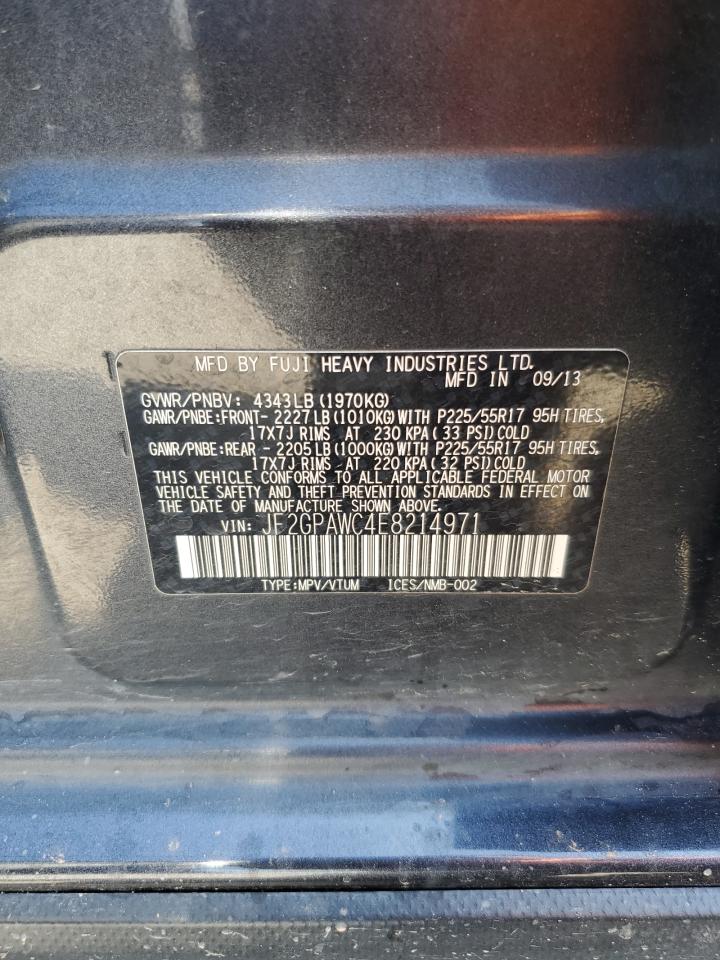 MFD BY FUJI HEAVY INDUSTRIES LTD.
MFD IN 09/13
GVWR/PNBV: 4343LB(1970KG)
GAWR/PNBE:FRONT- 2227LB(1010KG)WITH P225/55R17 95H TIRES,
17X7J RIMS AT 230 KPA(33 PSI)COLD
GAWR/PNBE:REAR - 2205LB(1000KG)WITH P225/55R17 95H TIRES,
17X7J RIMS AT 220 KPA(32 PSI)COLD
THIS VEHICLE CONFORMS TO ALL APPLICABLE FEDERAL MOTOR
VEHICLE SAFETY AND THEFT PREVENTION STANDARDS IN EFFECT ON
THE DATE OF MANUFACTURE SHOWN ABOVE.
VIN: JF2GPAWC4E8214971
TYPE:MPV/VTUM ICES/NMB-002